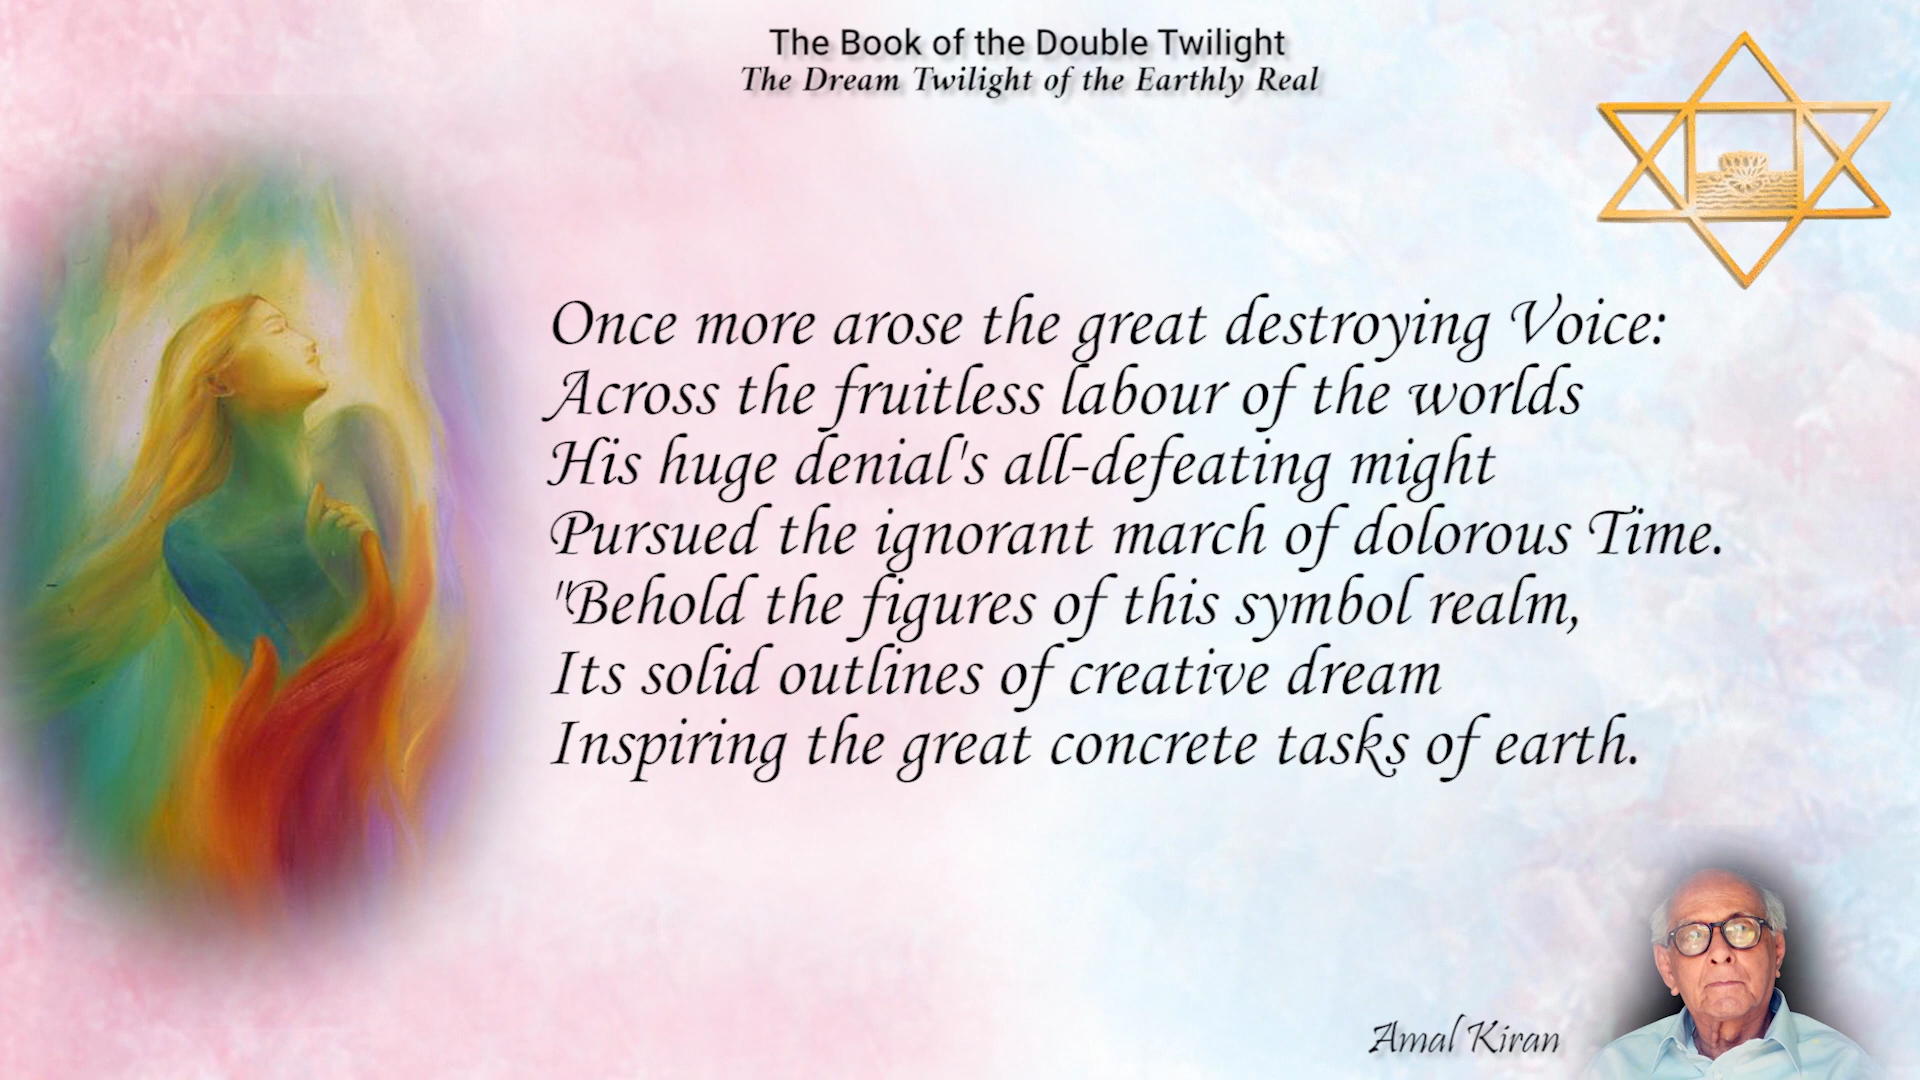 The Book of the Double Twilight
The Dream Twilight of the Earthly Real
Once more arose the great destroying Voice:
Across the fruitless labour of the worlds
His huge denial's all-defeating might
Pursued the ignorant march of dolorous Time.
"Behold the figures of this symbol realm,
Its solid outlines of creative dream
Inspiring the great concrete tasks of earth.
Amal Kiran